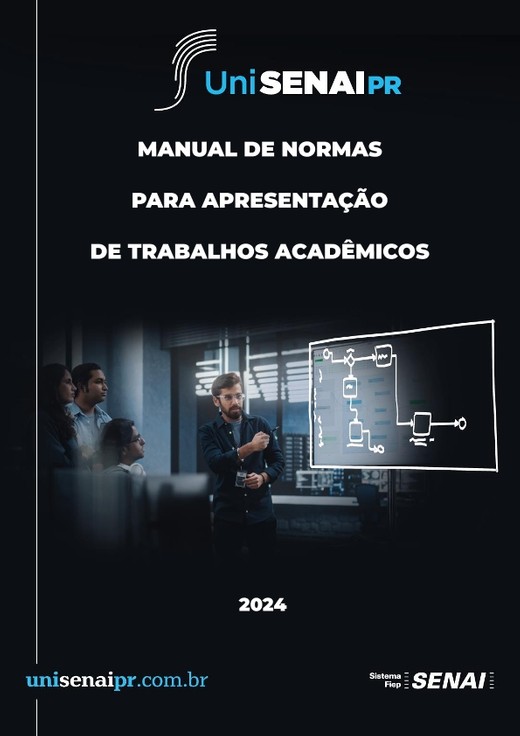 UniSENAIPR
MANUAL DE NORMAS
PARA APRESENTAÇÃO
DE TRABALHOS ACADÊMICOS
2024
unisenaipr.com.br
Sistema
Fiep
SENAI